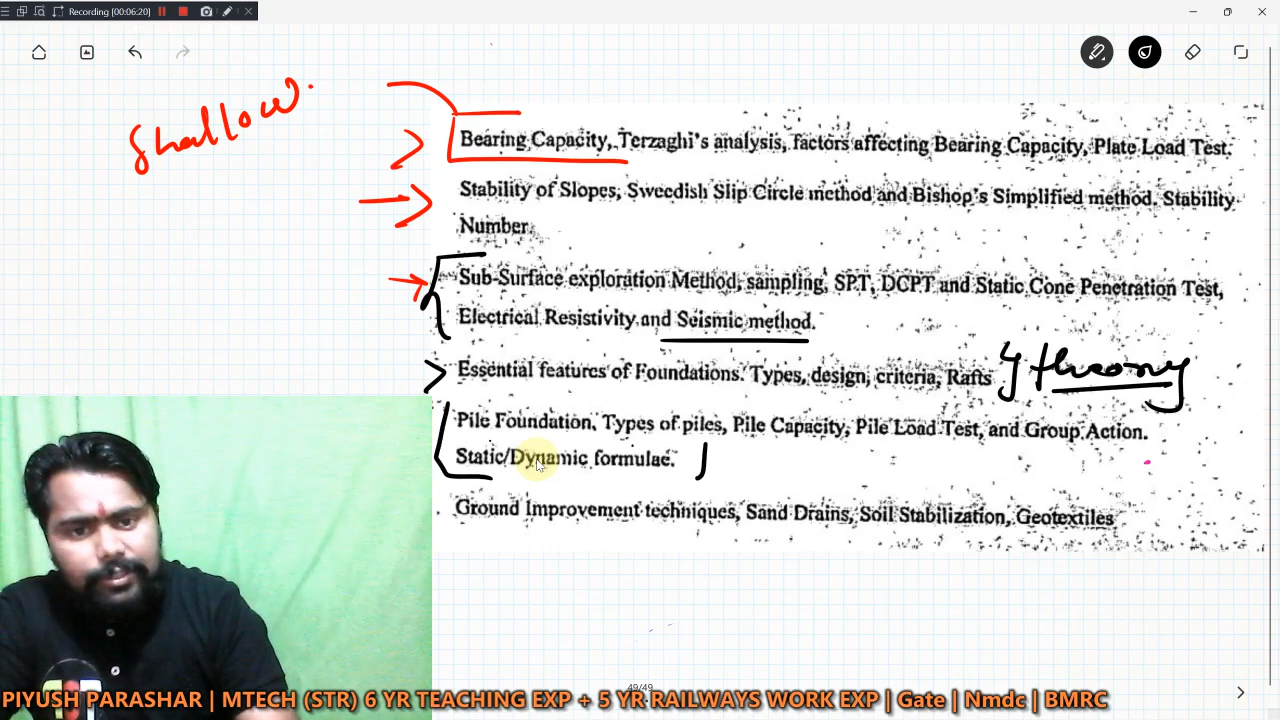 Recording [00:06:20]
Shallow.
Bearing Capacity, Terzaghi's analysis, factors affecting Bearing Capacity, Plate Load Test.
Stability of Slopes, Sweedish Slip Circle method and Bishop's Simplified method. Stability
Number.
Sub-Surface exploration Method, sampling, SPT, DCPT and Static Cone Penetration Test,
Electrical Resistivity and Seismic method.
Essential features of Foundations. Types, design, criteria, Rafts
theory
Pile Foundation, Types of piles, Pile Capacity, Pile Load Test, and Group Action.
Static/Dynamic formulae.
Ground Improvement techniques, Sand Drains, Soil Stabilization, Geotextiles
49/49
PIYUSH PARASHAR | MTECH (STR) 6 YR TEACHING EXP + 5 YR RAILWAYS WORK EXP | Gate | Nmdc | BMRC